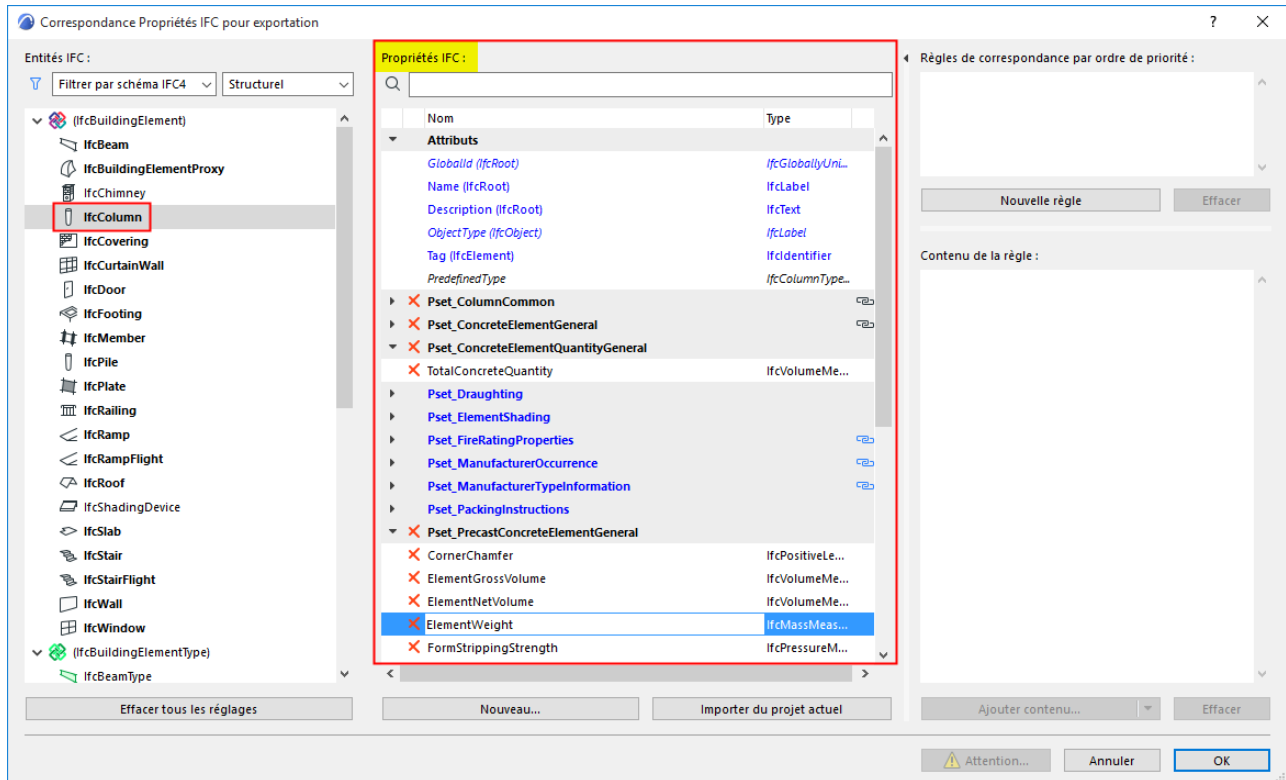 Correspondance Propriétés IFC pour exportation
Entités IFC :
Filtrer par schéma IFC4
Structurel
(IfcBuildingElement)
IfcBeam
IfcBuildingElementProxy
IfcChimney
IfcColumn
IfcCovering
IfcCurtainWall
IfcDoor
IfcFooting
IfcMember
IfcPile
IfcPlate
IfcRailing
IfcRamp
IfcRampFlight
IfcRoof
IfcShadingDevice
IfcSlab
IfcStair
IfcStairFlight
IfcWall
IfcWindow
(IfcBuildingElementType)
IfcBeamType
Effacer tous les réglages
Propriétés IFC :
Nom Type
Attributs
GlobalId (IfcRoot) IfcGloballyUni...
Name (IfcRoot) IfcLabel
Description (IfcRoot) IfcText
ObjectType (IfcObject) IfcLabel
Tag (IfcElement) IfcIdentifier
PredefinedType IfcColumnType...
Pset_ColumnCommon
Pset_ConcreteElementGeneral
Pset_ConcreteElementQuantityGeneral
TotalConcreteQuantity IfcVolumeMe...
Pset_Draughting
Pset_ElementShading
Pset_FireRatingProperties
Pset_ManufacturerOccurrence
Pset_ManufacturerTypeInformation
Pset_PackingInstructions
Pset_PrecastConcreteElementGeneral
CornerChamfer IfcPositiveLe...
ElementGrossVolume IfcVolumeMe...
ElementNetVolume IfcVolumeMe...
ElementWeight IfcMassMeas...
FormStrippingStrength IfcPressureM...
Nouveau...
Importer du projet actuel
Règles de correspondance par ordre de priorité :
Nouvelle règle
Effacer
Contenu de la règle :
Ajouter contenu...
Effacer
Attention...
Annuler
OK